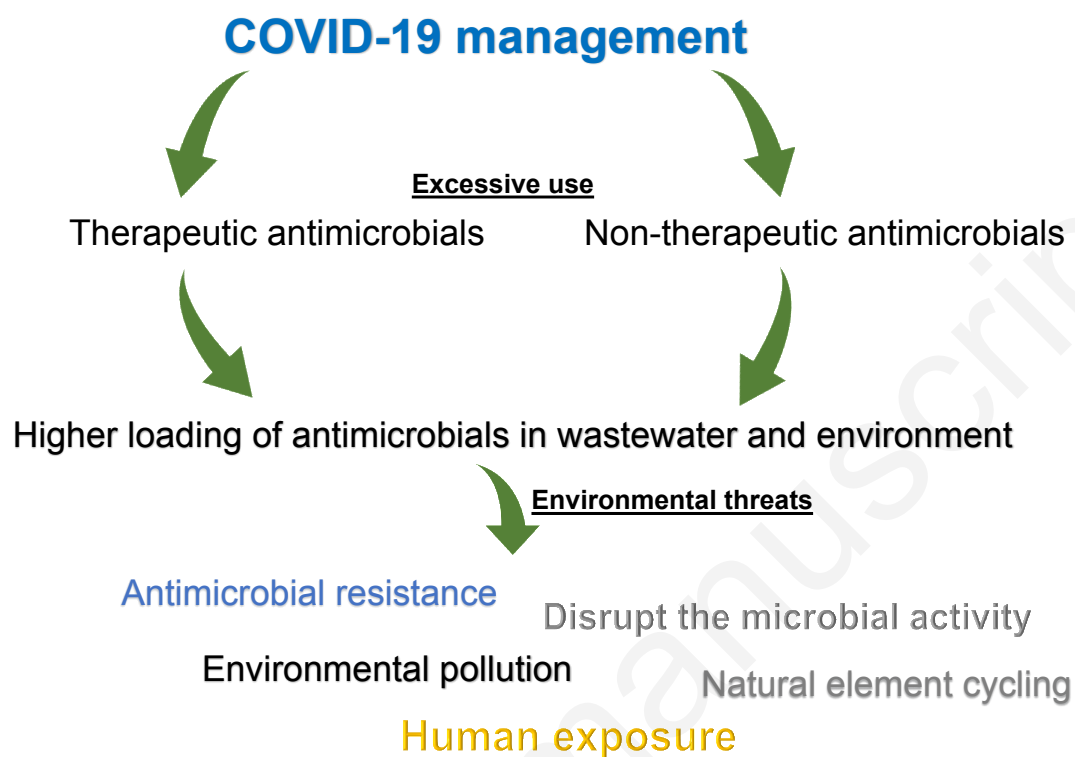 COVID-19 management
Excessive use
Therapeutic antimicrobials
Non-therapeutic antimicrobials
Higher loading of antimicrobials in wastewater and environment
Environmental threats
Antimicrobial resistance
Disrupt the microbial activity
Environmental pollution
Natural element cycling
Human exposure